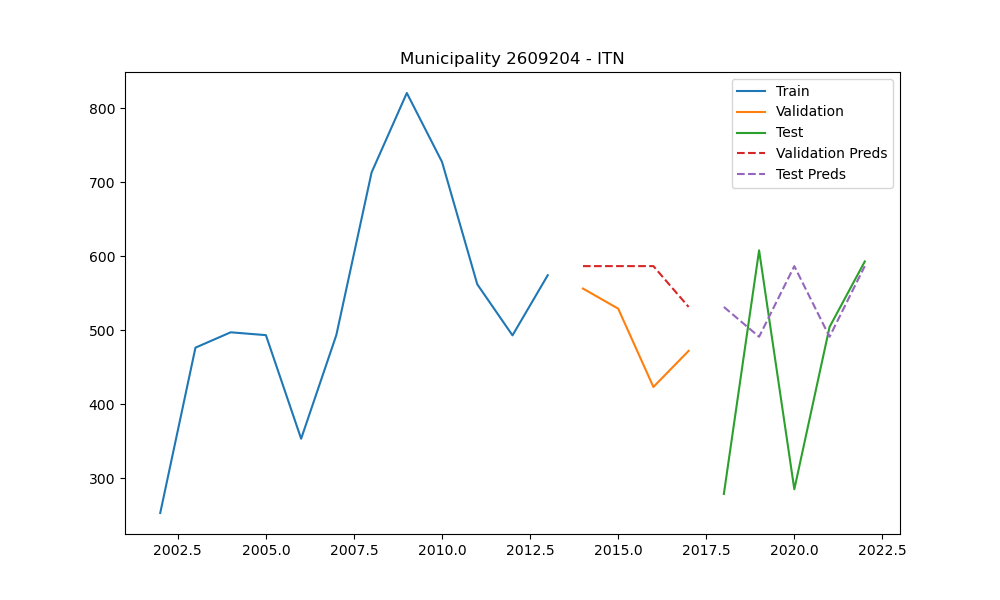 Municipality 2609204 - ITN
Train
Validation
Test
Validation Preds
Test Preds
800
700
600
500
400
300
2002.5 2005.0 2007.5 2010.0 2012.5 2015.0 2017.5 2020.0 2022.5